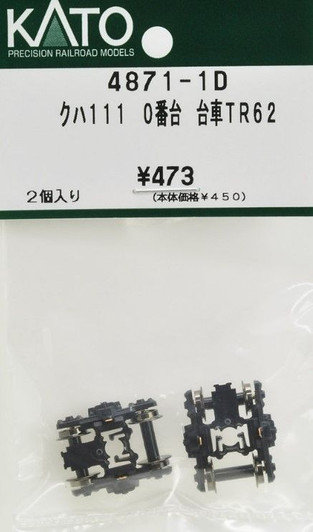 KATO
PRECISION RAILROAD MODELS
4871-1D
クハ111 0番台 台車TR62
¥473
2個入り
(本体価格¥450)